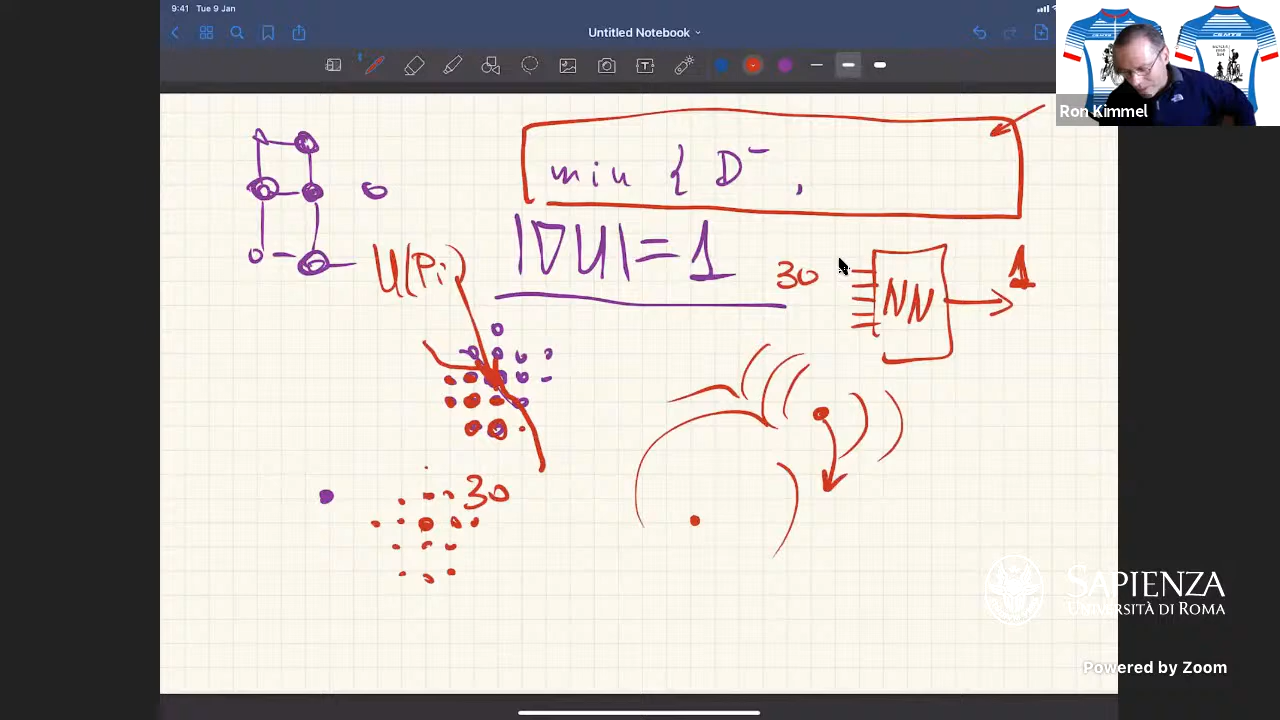 9:41 Tue 9 Jan
Untitled Notebook
Ron Kimmel
min { D⁻ ,
|∇U| = 1
U(Pi)
30
NN
1
30
SAPIENZA
UNIVERSITÀ DI ROMA
Powered by Zoom